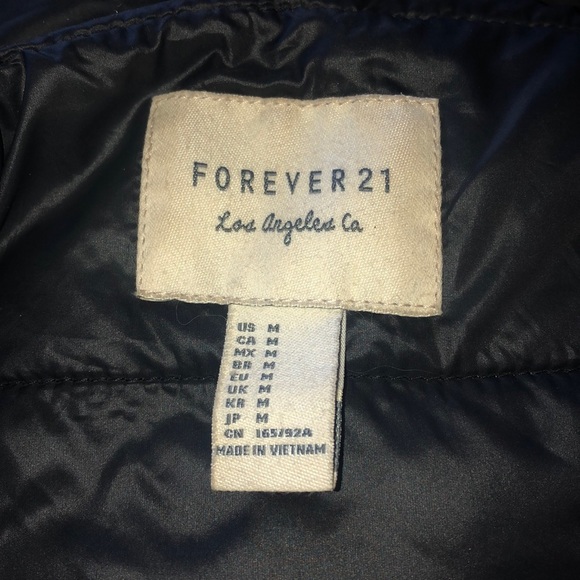 FOREVER 21
Los Angeles Ca
US M
CA M
MX M
BR M
EU M
UK M
KR M
JP M
CN 165/92A
MADE IN VIETNAM